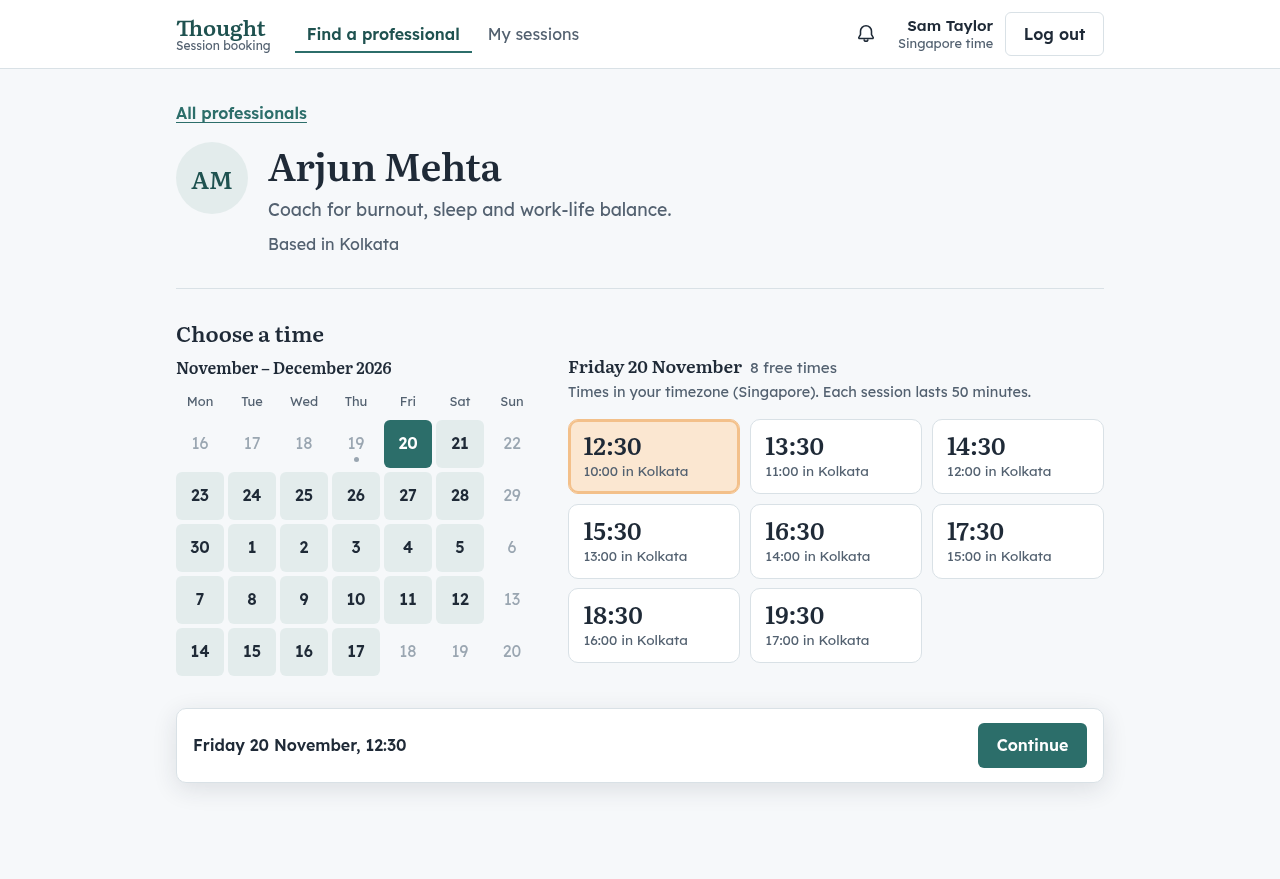 Thought
Session booking
Find a professional
My sessions
Sam Taylor
Singapore time
Log out
All professionals
AM
Arjun Mehta
Coach for burnout, sleep and work-life balance.
Based in Kolkata
Choose a time
November – December 2026
Mon Tue Wed Thu Fri Sat Sun
16 17 18 19 20 21 22
23 24 25 26 27 28 29
30 1 2 3 4 5 6
7 8 9 10 11 12 13
14 15 16 17 18 19 20
Friday 20 November 8 free times
Times in your timezone (Singapore). Each session lasts 50 minutes.
12:30
10:00 in Kolkata
13:30
11:00 in Kolkata
14:30
12:00 in Kolkata
15:30
13:00 in Kolkata
16:30
14:00 in Kolkata
17:30
15:00 in Kolkata
18:30
16:00 in Kolkata
19:30
17:00 in Kolkata
Friday 20 November, 12:30
Continue